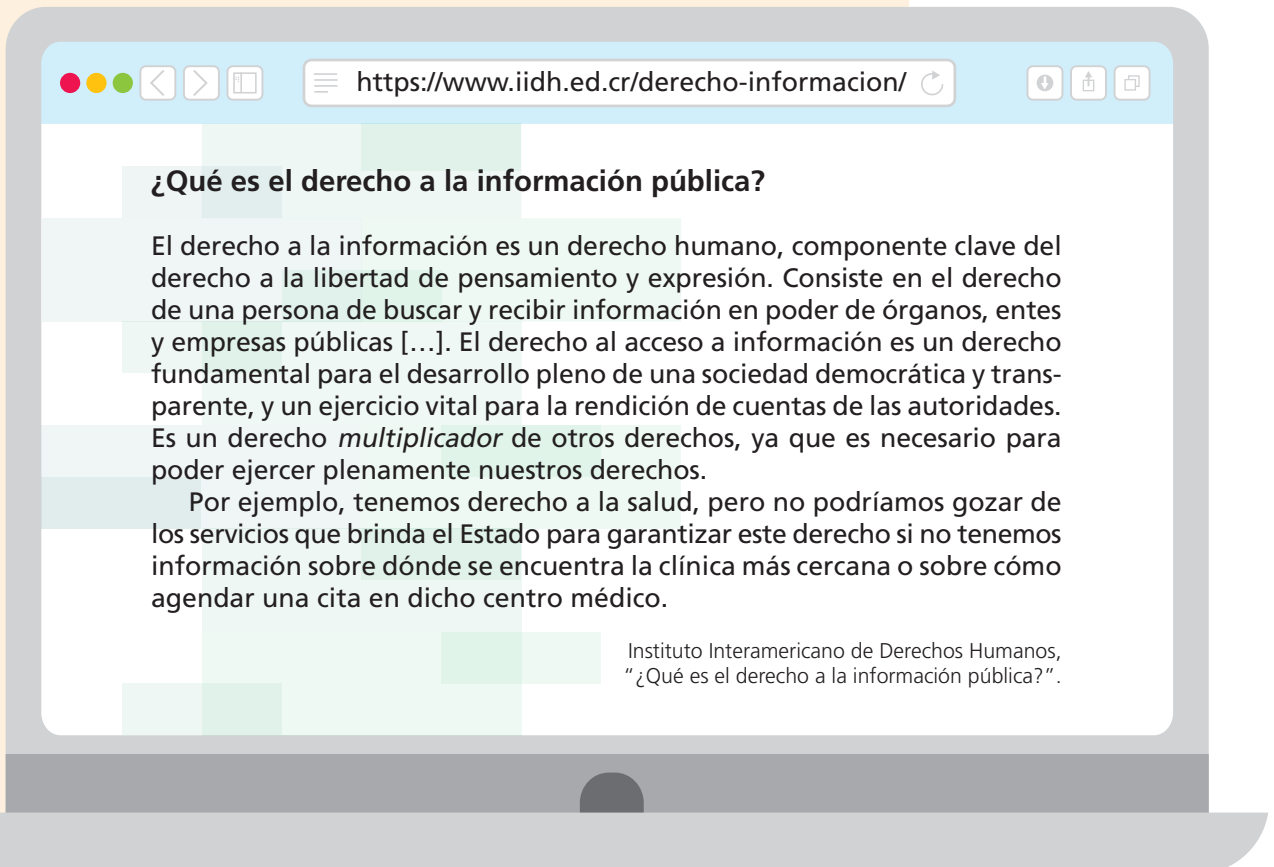 https://www.iidh.ed.cr/derecho-informacion/
¿Qué es el derecho a la información pública?
El derecho a la información es un derecho humano, componente clave del
derecho a la libertad de pensamiento y expresión. Consiste en el derecho
de una persona de buscar y recibir información en poder de órganos, entes
y empresas públicas […]. El derecho al acceso a información es un derecho
fundamental para el desarrollo pleno de una sociedad democrática y trans-
parente, y un ejercicio vital para la rendición de cuentas de las autoridades.
Es un derecho multiplicador de otros derechos, ya que es necesario para
poder ejercer plenamente nuestros derechos.
Por ejemplo, tenemos derecho a la salud, pero no podríamos gozar de
los servicios que brinda el Estado para garantizar este derecho si no tenemos
información sobre dónde se encuentra la clínica más cercana o sobre cómo
agendar una cita en dicho centro médico.
Instituto Interamericano de Derechos Humanos,
“¿Qué es el derecho a la información pública?”.